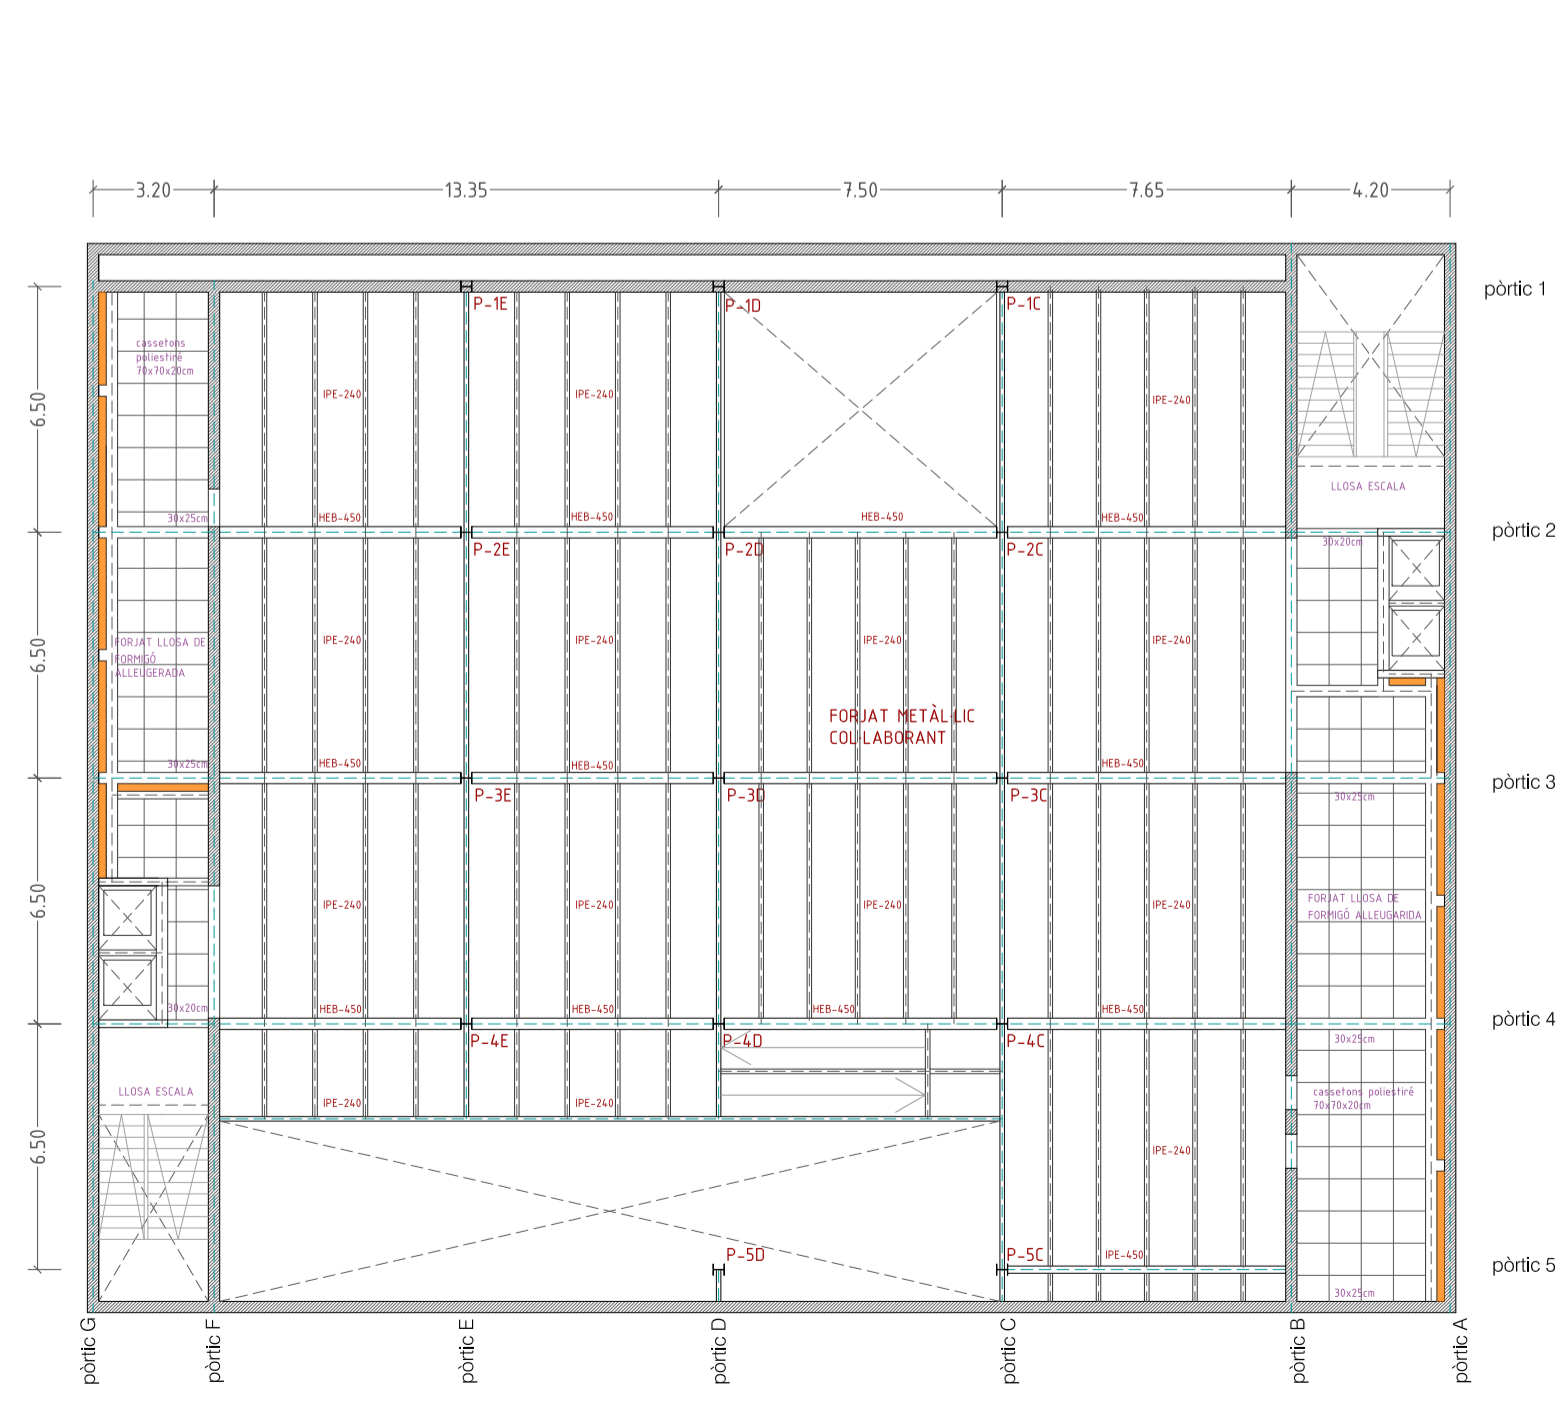 3.20 13.35 7.50 7.65 4.20
pòrtic 1
P-1E P-1D P-1C
cassetons
poliestiré
70x70x20cm
6.50
IPE-240 IPE-240 IPE-240
LLOSA ESCALA
30x25cm HEB-450 HEB-450 HEB-450 HEB-450
pòrtic 2
P-2E P-2D P-2C
30x20cm
6.50
FORJAT LLOSA DE
FORMIGÓ
ALLEUGERADA
IPE-240 IPE-240 IPE-240 IPE-240
FORJAT METÀL·LIC
COL·LABORANT
30x25cm HEB-450 HEB-450 HEB-450
pòrtic 3
P-3E P-3D P-3C
30x25cm
6.50
IPE-240 IPE-240 IPE-240 IPE-240
FORJAT LLOSA DE
FORMIGÓ ALLEUGARIDA
30x20cm HEB-450 HEB-450 HEB-450 HEB-450
pòrtic 4
P-4E P-4D P-4C
30x25cm
LLOSA ESCALA
cassetons poliestiré
70x70x20cm
IPE-240 IPE-240
6.50
IPE-240
P-5D P-5C IPE-450
pòrtic 5
30x25cm
pòrtic G pòrtic F pòrtic E pòrtic D pòrtic C pòrtic B pòrtic A